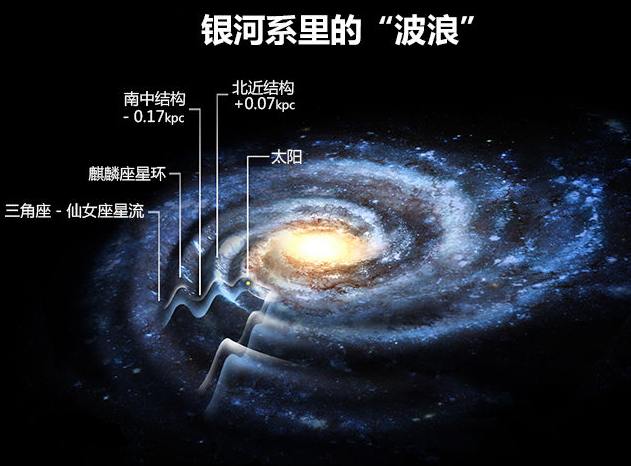 银河系里的“波浪”
北近结构
+0.07kpc
南中结构
- 0.17kpc
太阳
麒麟座星环
三角座 - 仙女座星流